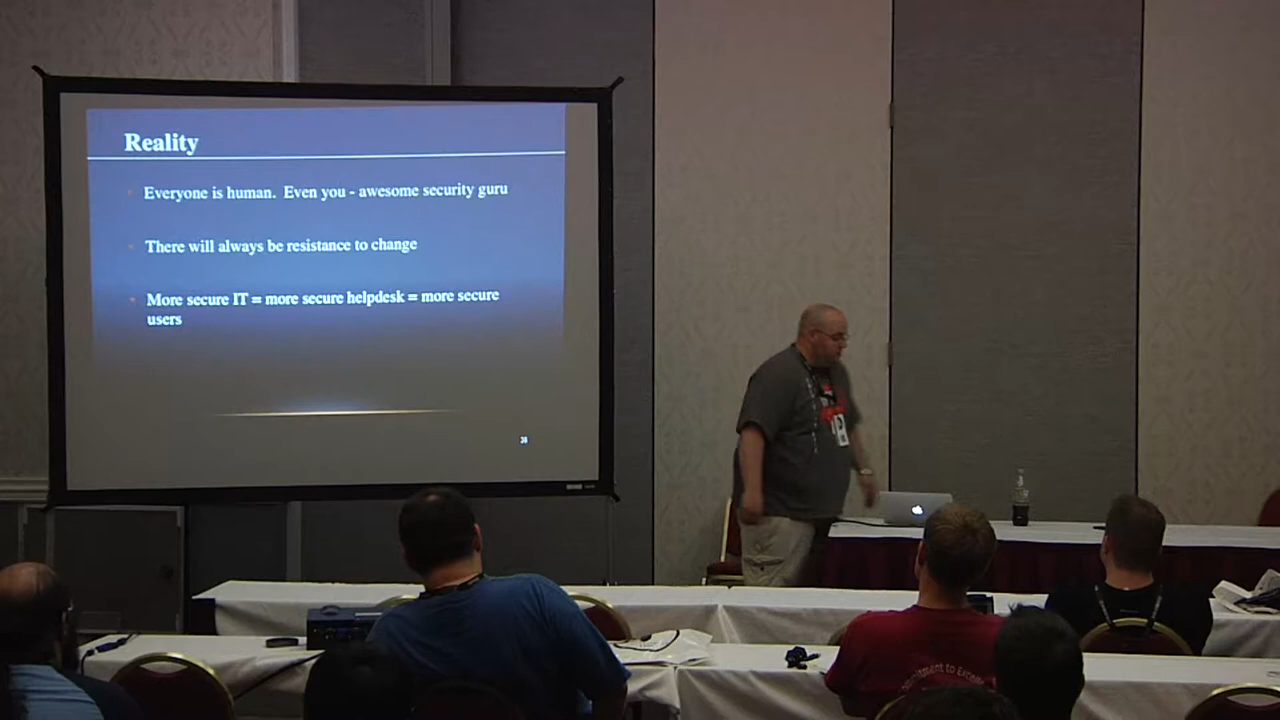 Reality
Everyone is human. Even you - awesome security guru
There will always be resistance to change
More secure IT = more secure helpdesk = more secure
users